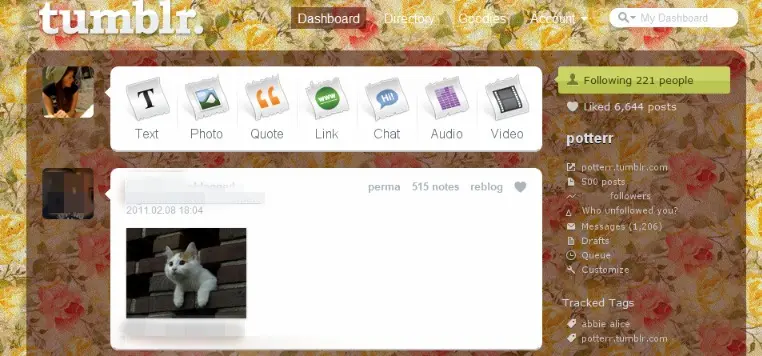 tumblr.
Dashboard Directory Goodies Account
My Dashboard
Text Photo Quote Link Chat Audio Video
T www Hi!
perma 515 notes reblog
2011.02.08 18:04
Following 221 people
Liked 6,644 posts
potterr
potterr.tumblr.com
500 posts
followers
Who unfollowed you?
Messages (1,206)
Drafts
Queue
Customize
Tracked Tags
abbie alice
potterr.tumblr.com